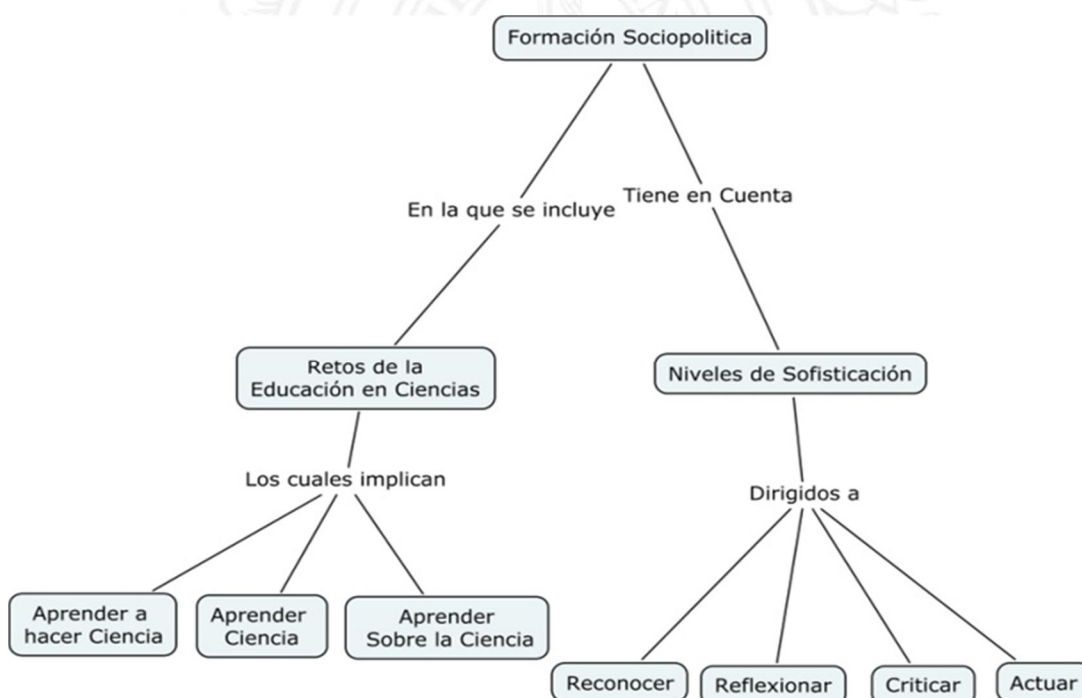 Formación Sociopolitica
En la que se incluye
Tiene en Cuenta
Retos de la
Educación en Ciencias
Niveles de Sofisticación
Los cuales implican
Dirigidos a
Aprender a
hacer Ciencia
Aprender
Ciencia
Aprender
Sobre la Ciencia
Reconocer
Reflexionar
Criticar
Actuar